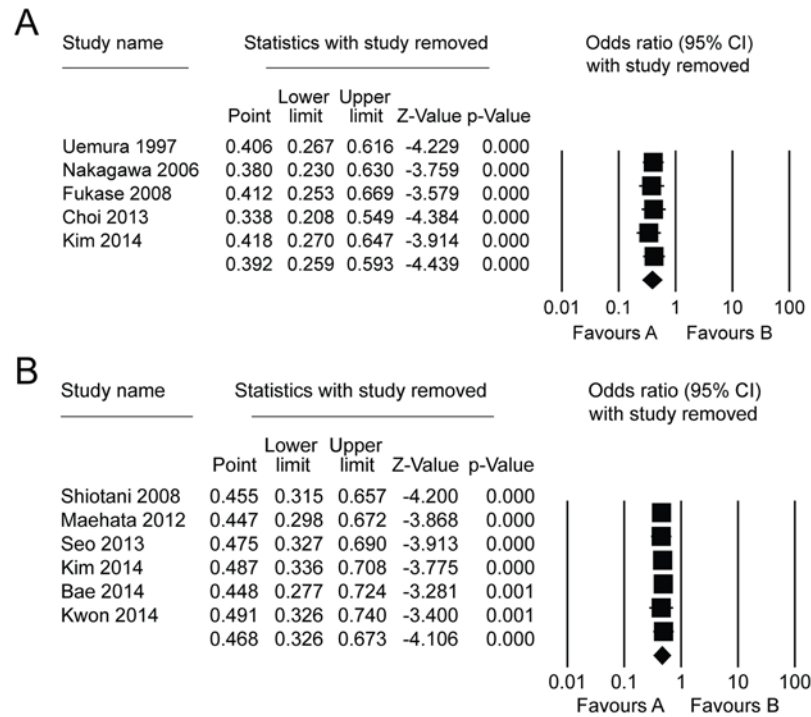 A
Study name Statistics with study removed Odds ratio (95% CI)
with study removed
Lower Upper
Point limit limit Z-Value p-Value
Uemura 1997 0.406 0.267 0.616 -4.229 0.000
Nakagawa 2006 0.380 0.230 0.630 -3.759 0.000
Fukase 2008 0.412 0.253 0.669 -3.579 0.000
Choi 2013 0.338 0.208 0.549 -4.384 0.000
Kim 2014 0.418 0.270 0.647 -3.914 0.000
0.392 0.259 0.593 -4.439 0.000
0.01 0.1 1 10 100
Favours A Favours B
B
Study name Statistics with study removed Odds ratio (95% CI)
with study removed
Lower Upper
Point limit limit Z-Value p-Value
Shiotani 2008 0.455 0.315 0.657 -4.200 0.000
Maehata 2012 0.447 0.298 0.672 -3.868 0.000
Seo 2013 0.475 0.327 0.690 -3.913 0.000
Kim 2014 0.487 0.336 0.708 -3.775 0.000
Bae 2014 0.448 0.277 0.724 -3.281 0.001
Kwon 2014 0.491 0.326 0.740 -3.400 0.001
0.468 0.326 0.673 -4.106 0.000
0.01 0.1 1 10 100
Favours A Favours B